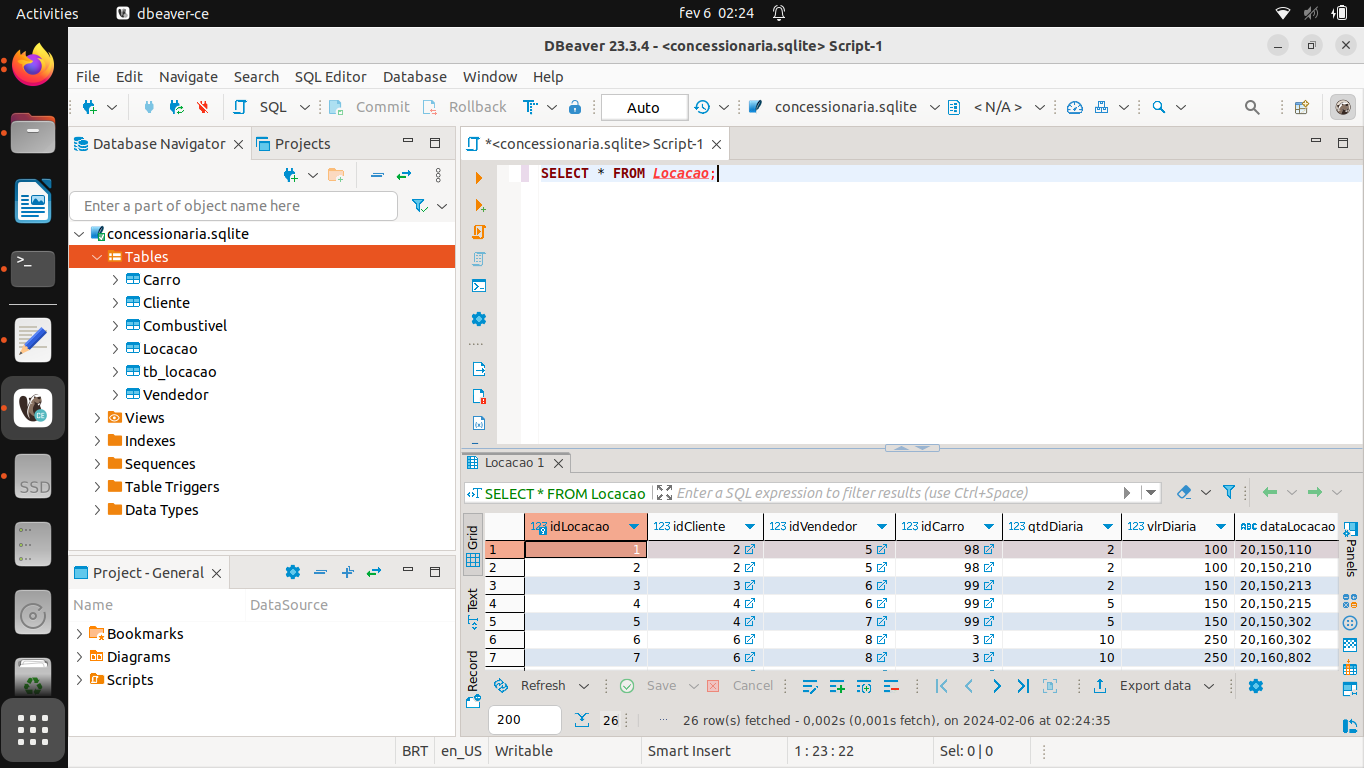 Activities dbeaver-ce fev 6 02:24
DBeaver 23.3.4 - <concessionaria.sqlite> Script-1
File Edit Navigate Search SQL Editor Database Window Help
SQL Commit Rollback Auto concessionaria.sqlite < N/A >
Database Navigator Projects
*<concessionaria.sqlite> Script-1
Enter a part of object name here
SELECT * FROM Locacao;
concessionaria.sqlite
Tables
Carro
Cliente
Combustivel
Locacao
tb_locacao
Vendedor
Views
Indexes
Sequences
Table Triggers
Data Types
Project - General
Name DataSource
Bookmarks
Diagrams
Scripts
SSD
Locacao 1
SELECT * FROM Locacao Enter a SQL expression to filter results (use Ctrl+Space)
Grid
Text
Record
Panels
123 idLocacao 123 idCliente 123 idVendedor 123 idCarro 123 qtdDiaria 123 vlrDiaria ABC dataLocacao
1 1 2 5 98 2 100 20,150,110
2 2 2 5 98 2 100 20,150,210
3 3 3 6 99 2 150 20,150,213
4 4 4 6 99 5 150 20,150,215
5 5 4 7 99 5 150 20,150,302
6 6 6 8 3 10 250 20,160,302
7 7 6 8 3 10 250 20,160,802
Refresh Save Cancel Export data
200 26 26 row(s) fetched - 0,002s (0,001s fetch), on 2024-02-06 at 02:24:35
BRT en_US Writable Smart Insert 1 : 23 : 22 Sel: 0 | 0